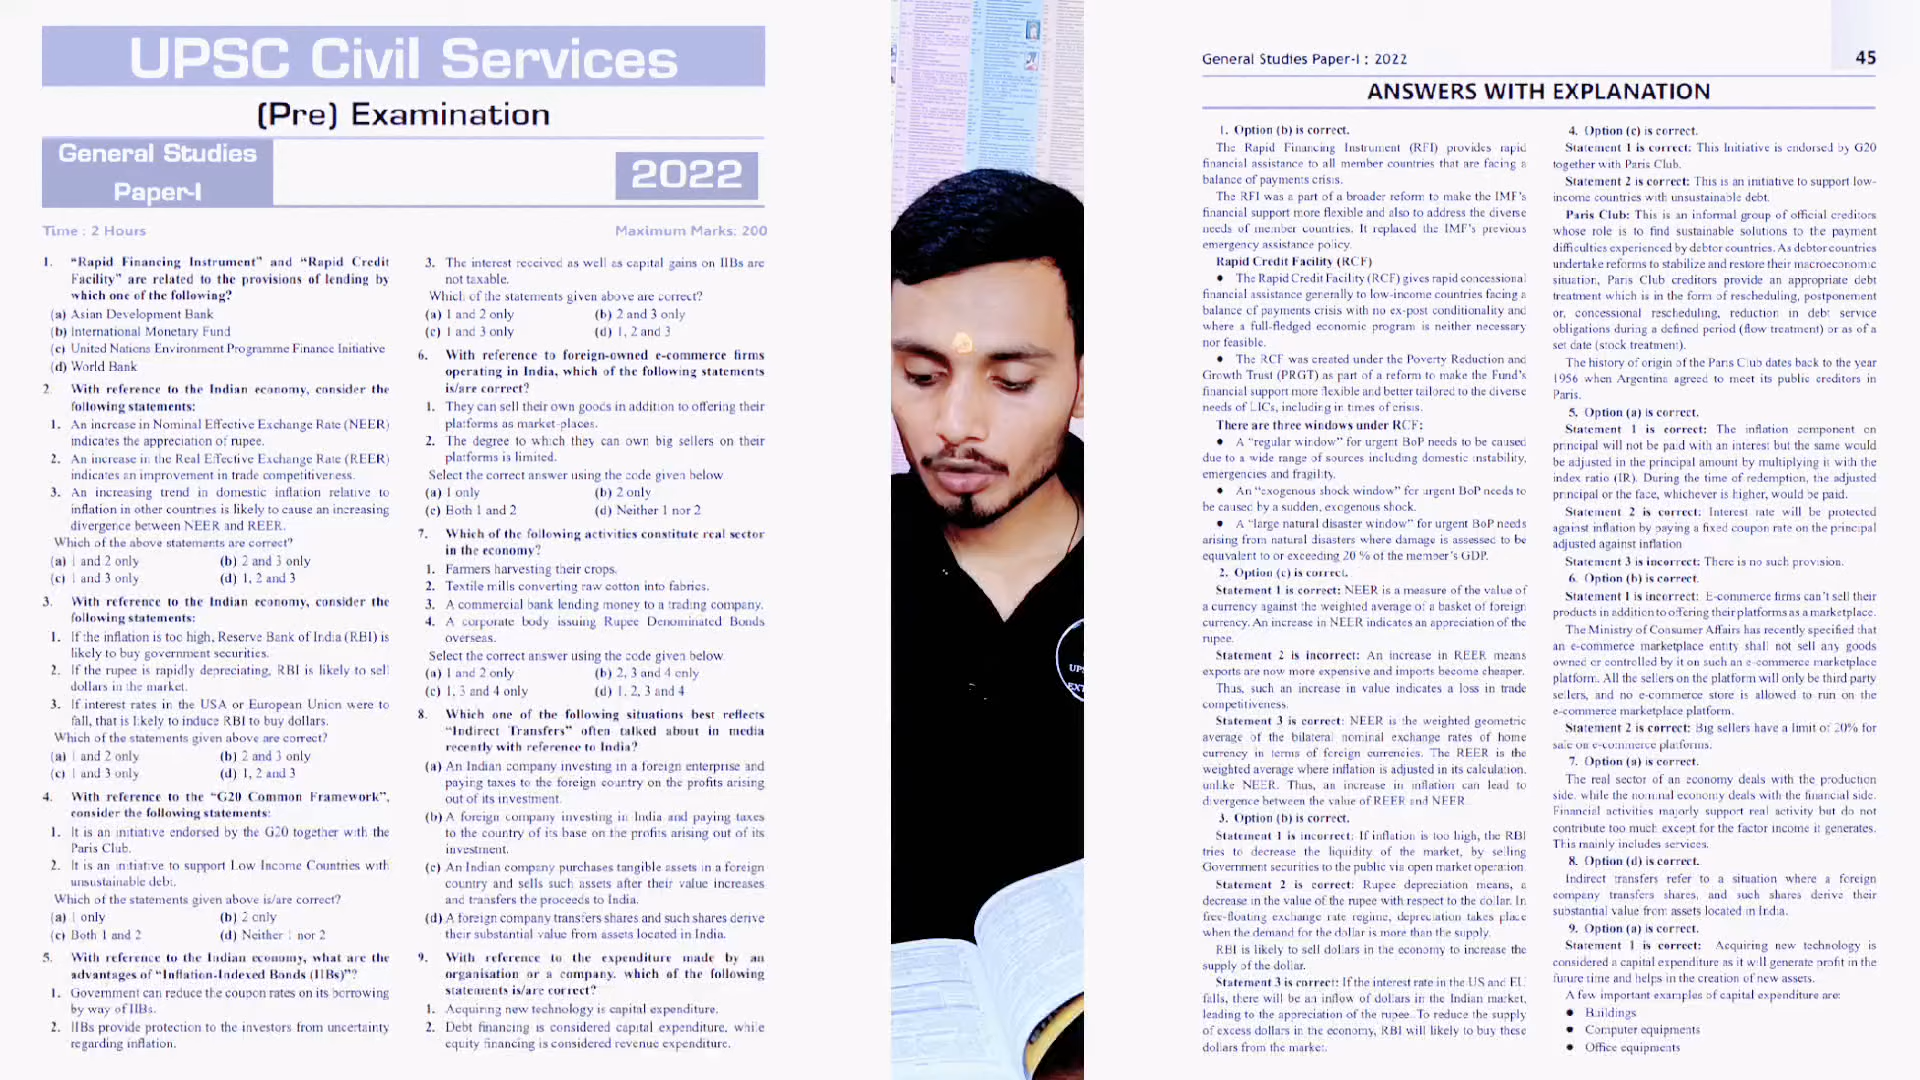 UPSC Civil Services
(Pre) Examination
General Studies
Paper-I
2022
Time : 2 Hours
Maximum Marks: 200
1. “Rapid Financing Instrument” and “Rapid Credit
Facility” are related to the provisions of lending by
which one of the following?
(a) Asian Development Bank
(b) International Monetary Fund
(c) United Nations Environment Programme Finance Initiative
(d) World Bank
2. With reference to the Indian economy, consider the
following statements:
1. An increase in Nominal Effective Exchange Rate (NEER)
indicates the appreciation of rupee.
2. An increase in the Real Effective Exchange Rate (REER)
indicates an improvement in trade competitiveness.
3. An increasing trend in domestic inflation relative to
inflation in other countries is likely to cause an increasing
divergence between NEER and REER.
Which of the above statements are correct?
(a) 1 and 2 only (b) 2 and 3 only
(c) 1 and 3 only (d) 1, 2 and 3
3. With reference to the Indian economy, consider the
following statements:
1. If the inflation is too high, Reserve Bank of India (RBI) is
likely to buy government securities.
2. If the rupee is rapidly depreciating, RBI is likely to sell
dollars in the market.
3. If interest rates in the USA or European Union were to
fall, that is likely to induce RBI to buy dollars.
Which of the statements given above are correct?
(a) 1 and 2 only (b) 2 and 3 only
(c) 1 and 3 only (d) 1, 2 and 3
4. With reference to the “G20 Common Framework”,
consider the following statements:
1. It is an initiative endorsed by the G20 together with the
Paris Club.
2. It is an initiative to support Low Income Countries with
unsustainable debt.
Which of the statements given above is/are correct?
(a) 1 only (b) 2 only
(c) Both 1 and 2 (d) Neither 1 nor 2
5. With reference to the Indian economy, what are the
advantages of “Inflation-Indexed Bonds (IIBs)”?
1. Government can reduce the coupon rates on its borrowing
by way of IIBs.
2. IIBs provide protection to the investors from uncertainty
regarding inflation.
3. The interest received as well as capital gains on IIBs are
not taxable.
Which of the statements given above are correct?
(a) 1 and 2 only (b) 2 and 3 only
(c) 1 and 3 only (d) 1, 2 and 3
6. With reference to foreign-owned e-commerce firms
operating in India, which of the following statements
is/are correct?
1. They can sell their own goods in addition to offering their
platforms as market-places.
2. The degree to which they can own big sellers on their
platforms is limited.
Select the correct answer using the code given below
(a) 1 only (b) 2 only
(c) Both 1 and 2 (d) Neither 1 nor 2
7. Which of the following activities constitute real sector
in the economy?
1. Farmers harvesting their crops.
2. Textile mills converting raw cotton into fabrics.
3. A commercial bank lending money to a trading company.
4. A corporate body issuing Rupee Denominated Bonds
overseas.
Select the correct answer using the code given below
(a) 1 and 2 only (b) 2, 3 and 4 only
(c) 1, 3 and 4 only (d) 1, 2, 3 and 4
8. Which one of the following situations best reflects
“Indirect Transfers” often talked about in media
recently with reference to India?
(a) An Indian company investing in a foreign enterprise and
paying taxes to the foreign country on the profits arising
out of its investment.
(b) A foreign company investing in India and paying taxes
to the country of its base on the profits arising out of its
investment.
(c) An Indian company purchases tangible assets in a foreign
country and sells such assets after their value increases
and transfers the proceeds to India.
(d) A foreign company transfers shares and such shares derive
their substantial value from assets located in India.
9. With reference to the expenditure made by an
organisation or a company, which of the following
statements is/are correct?
1. Acquiring new technology is capital expenditure.
2. Debt financing is considered capital expenditure, while
equity financing is considered revenue expenditure.
General Studies Paper-I : 2022
45
ANSWERS WITH EXPLANATION
1. Option (b) is correct.
The Rapid Financing Instrument (RFI) provides rapid
financial assistance to all member countries that are facing a
balance of payments crisis.
The RFI was a part of a broader reform to make the IMF's
financial support more flexible and also to address the diverse
needs of member countries. It replaced the IMF's previous
emergency assistance policy.
Rapid Credit Facility (RCF)
● The Rapid Credit Facility (RCF) gives rapid concessional
financial assistance generally to low-income countries facing a
balance of payments crisis with no ex-post conditionality and
where a full-fledged economic program is neither necessary
nor feasible.
● The RCF was created under the Poverty Reduction and
Growth Trust (PRGT) as part of a reform to make the Fund's
financial support more flexible and better tailored to the diverse
needs of LICs, including in times of crisis.
There are three windows under RCF:
● A “regular window” for urgent BoP needs to be caused
due to a wide range of sources including domestic instability,
emergencies and fragility.
● An “exogenous shock window” for urgent BoP needs to
be caused by a sudden, exogenous shock.
● A “large natural disaster window” for urgent BoP needs
arising from natural disasters where damage is assessed to be
equivalent to or exceeding 20 % of the member's GDP.
2. Option (c) is correct.
Statement 1 is correct: NEER is a measure of the value of
a currency against the weighted average of a basket of foreign
currency. An increase in NEER indicates an appreciation of the
rupee.
Statement 2 is incorrect: An increase in REER means
exports are now more expensive and imports become cheaper.
Thus, such an increase in value indicates a loss in trade
competitiveness.
Statement 3 is correct: NEER is the weighted geometric
average of the bilateral nominal exchange rates of home
currency in terms of foreign currencies. The REER is the
weighted average where inflation is adjusted in its calculation,
unlike NEER. Thus, an increase in inflation can lead to
divergence between the value of REER and NEER.
3. Option (b) is correct.
Statement 1 is incorrect: If inflation is too high, the RBI
tries to decrease the liquidity of the market, by selling
Government securities to the public via open market operation.
Statement 2 is correct: Rupee depreciation means, a
decrease in the value of the rupee with respect to the dollar. In
free-floating exchange rate regime, depreciation takes place
when the demand for the dollar is more than the supply.
RBI is likely to sell dollars in the economy to increase the
supply of the dollar.
Statement 3 is correct: If the interest rate in the US and EU
falls, there will be an inflow of dollars in the Indian market,
leading to the appreciation of the rupee. To reduce the supply
of excess dollars in the economy, RBI will likely to buy these
dollars from the market.
4. Option (c) is correct.
Statement 1 is correct: This Initiative is endorsed by G20
together with Paris Club.
Statement 2 is correct: This is an initiative to support low-
income countries with unsustainable debt.
Paris Club: This is an informal group of official creditors
whose role is to find sustainable solutions to the payment
difficulties experienced by debtor countries. As debtor countries
undertake reforms to stabilize and restore their macroeconomic
situation, Paris Club creditors provide an appropriate debt
treatment which is in the form of rescheduling, postponement
or, concessional rescheduling, reduction in debt service
obligations during a defined period (flow treatment) or as of a
set date (stock treatment).
The history of origin of the Paris Club dates back to the year
1956 when Argentina agreed to meet its public creditors in
Paris.
5. Option (a) is correct.
Statement 1 is correct: The inflation component on
principal will not be paid with an interest but the same would
be adjusted in the principal amount by multiplying it with the
index ratio (IR). During the time of redemption, the adjusted
principal or the face, whichever is higher, would be paid.
Statement 2 is correct: Interest rate will be protected
against inflation by paying a fixed coupon rate on the principal
adjusted against inflation
Statement 3 is incorrect: There is no such provision.
6. Option (b) is correct.
Statement 1 is incorrect: E-commerce firms can't sell their
products in addition to offering their platforms as a marketplace.
The Ministry of Consumer Affairs has recently specified that
an e-commerce marketplace entity shall not sell any goods
owned or controlled by it on such an e-commerce marketplace
platform. All the sellers on the platform will only be third party
sellers, and no e-commerce store is allowed to run on the
e-commerce marketplace platform.
Statement 2 is correct: Big sellers have a limit of 20% for
sale on e-commerce platforms.
7. Option (a) is correct.
The real sector of an economy deals with the production
side, while the nominal economy deals with the financial side.
Financial activities majorly support real activity but do not
contribute too much except for the factor income it generates.
This mainly includes services.
8. Option (d) is correct.
Indirect transfers refer to a situation where a foreign
company transfers shares, and such shares derive their
substantial value from assets located in India.
9. Option (a) is correct.
Statement 1 is correct: Acquiring new technology is
considered a capital expenditure as it will generate profit in the
future time and helps in the creation of new assets.
A few important examples of capital expenditure are:
● Buildings
● Computer equipments
● Office equipments